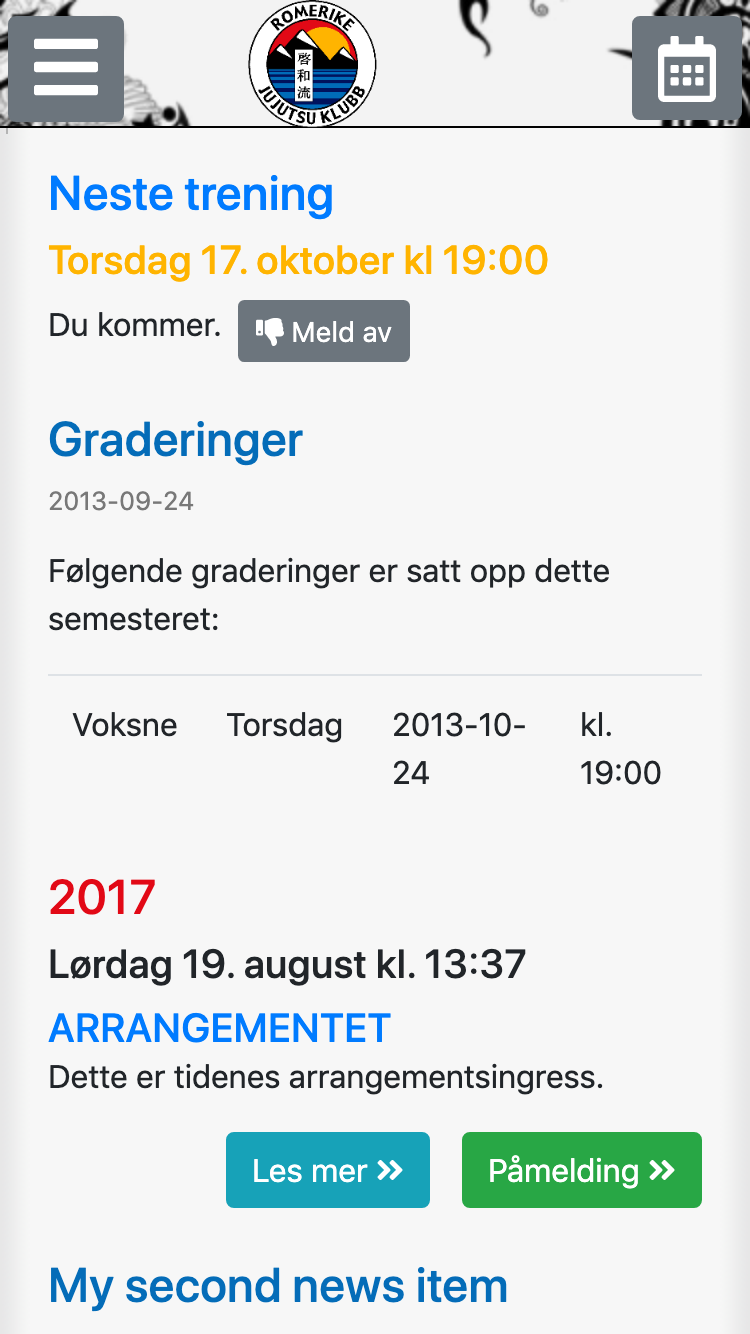 ROMERIKE
啓
和
流
JUJUTSU KLUBB
Neste trening
Torsdag 17. oktober kl 19:00
Du kommer. Meld av
Graderinger
2013-09-24
Følgende graderinger er satt opp dette
semesteret:
Voksne Torsdag 2013-10- kl.
24 19:00
2017
Lørdag 19. august kl. 13:37
ARRANGEMENTET
Dette er tidenes arrangementsingress.
Les mer Påmelding
My second news item